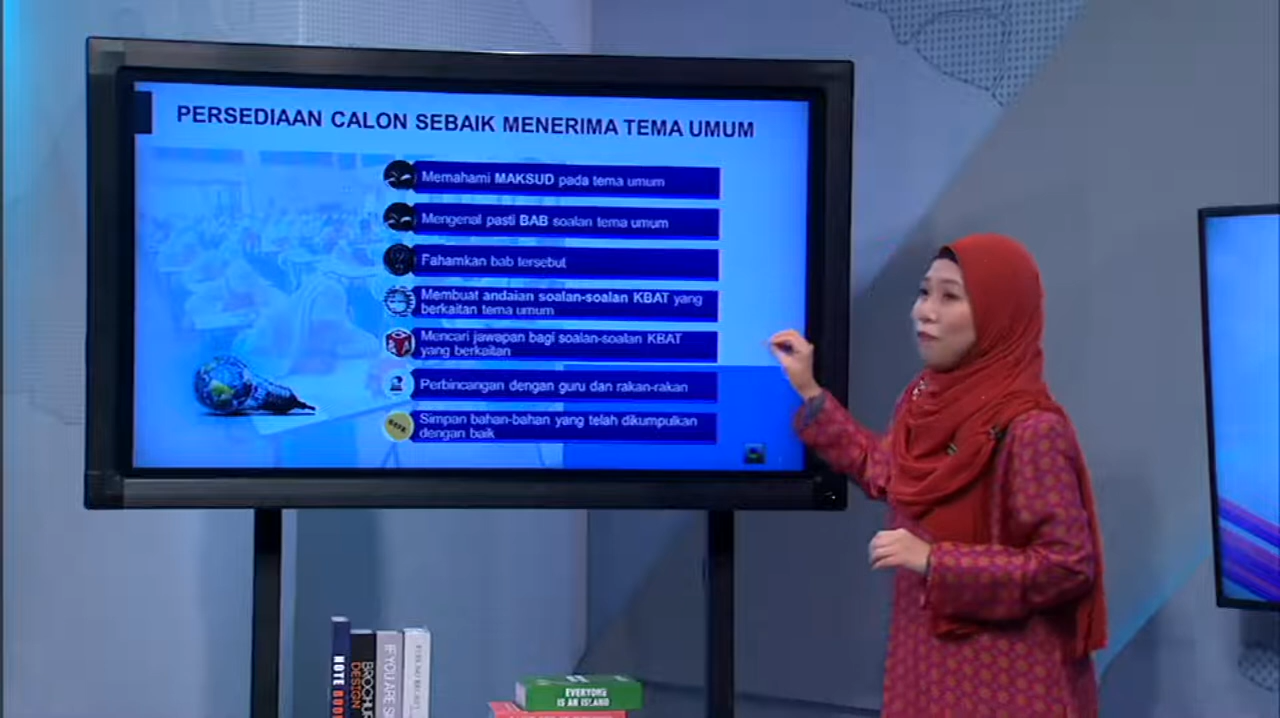 PERSEDIAAN CALON SEBAIK MENERIMA TEMA UMUM
Memahami MAKSUD pada tema umum
Mengenal pasti BAB soalan tema umum
Fahamkan bab tersebut
Membuat andaian soalan-soalan KBAT yang
berkaitan tema umum
Mencari jawapan bagi soalan-soalan KBAT
yang berkaitan
Perbincangan dengan guru dan rakan-rakan
Simpan bahan-bahan yang telah dikumpulkan
dengan baik
NOTE BOOK
BROCHURE
DESIGN
IF YOU ARE
EVERYONE
IS AN ISLAND